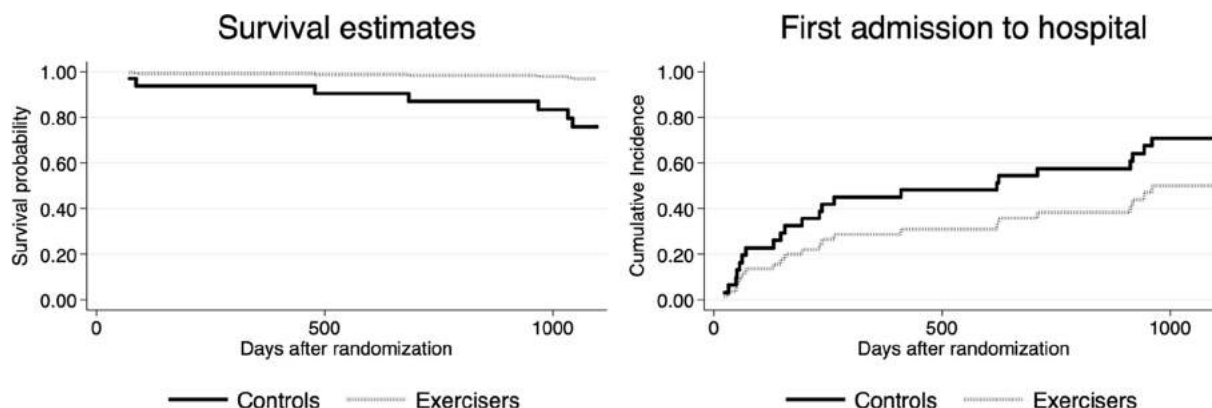 Survival estimates
Survival probability
1.00
0.80
0.60
0.40
0.20
0.00
0
500
1000
Days after randomization
Controls
Exercisers
First admission to hospital
Cumulative Incidence
1.00
0.80
0.60
0.40
0.20
0.00
0
500
1000
Days after randomization
Controls
Exercisers